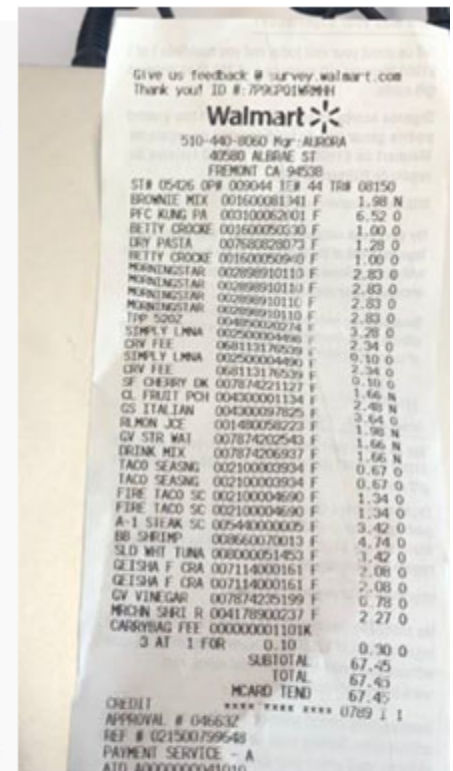 Give us feedback @ survey.walmart.com
Thank you! ID #:7P9CPQ1WRMHH
Walmart
510-440-8060 Mgr:AURORA
40580 ALBRAE ST
FREMONT CA 94538
ST# 05426 OP# 009044 TE# 44 TR# 08150
BROWNIE MIX 001600081341 F 1.98 N
PFC KUNG PA 003100062001 F 6.52 O
BETTY CROCKE 001600050330 F 1.00 O
DRY PASTA 007680828073 F 1.28 O
BETTY CROCKE 001600050940 F 1.00 O
MORNINGSTAR 002898910110 F 2.83 O
MORNINGSTAR 002898910110 F 2.83 O
MORNINGSTAR 002898910110 F 2.83 O
MORNINGSTAR 002898910110 F 2.83 O
TPP 520Z 004850020274 F 3.28 O
SIMPLY LMNA 002500004490 F 2.34 O
CRV FEE 068113176539 F 0.10 O
SIMPLY LMNA 002500004490 F 2.34 O
CRV FEE 068113176539 F 0.10 O
SF CHERRY DK 007874221127 F 1.66 N
CL FRUIT PCH 004300001134 F 2.48 N
GS ITALIAN 004300097825 F 3.64 O
RLMON JCE 001480058223 F 1.98 N
GV STR WAT 007874202543 F 1.66 N
DRINK MIX 007874206937 F 1.66 N
TACO SEASNG 002100003934 F 0.67 O
TACO SEASNG 002100003934 F 0.67 O
FIRE TACO SC 002100004690 F 1.34 O
FIRE TACO SC 002100004690 F 1.34 O
A-1 STEAK SC 005440000005 F 3.42 O
BB SHRIMP 008660070013 F 4.74 O
SLD WHT TUNA 008000051453 F 1.42 O
GEISHA F CRA 007114000161 F 2.08 O
GEISHA F CRA 007114000161 F 2.08 O
GV VINEGAR 007874235199 F 0.78 O
MRCHN SHRI R 004178900237 F 2.27 O
CARRYBAG FEE 000000001101K
3 AT 1 FOR 0.10 0.30 O
SUBTOTAL 67.45
TOTAL 67.45
MCARD TEND 67.45
CREDIT **** **** **** 0789 I 1
APPROVAL # 04663Z
REF # 021500799648
PAYMENT SERVICE - A
AID A0000000041010